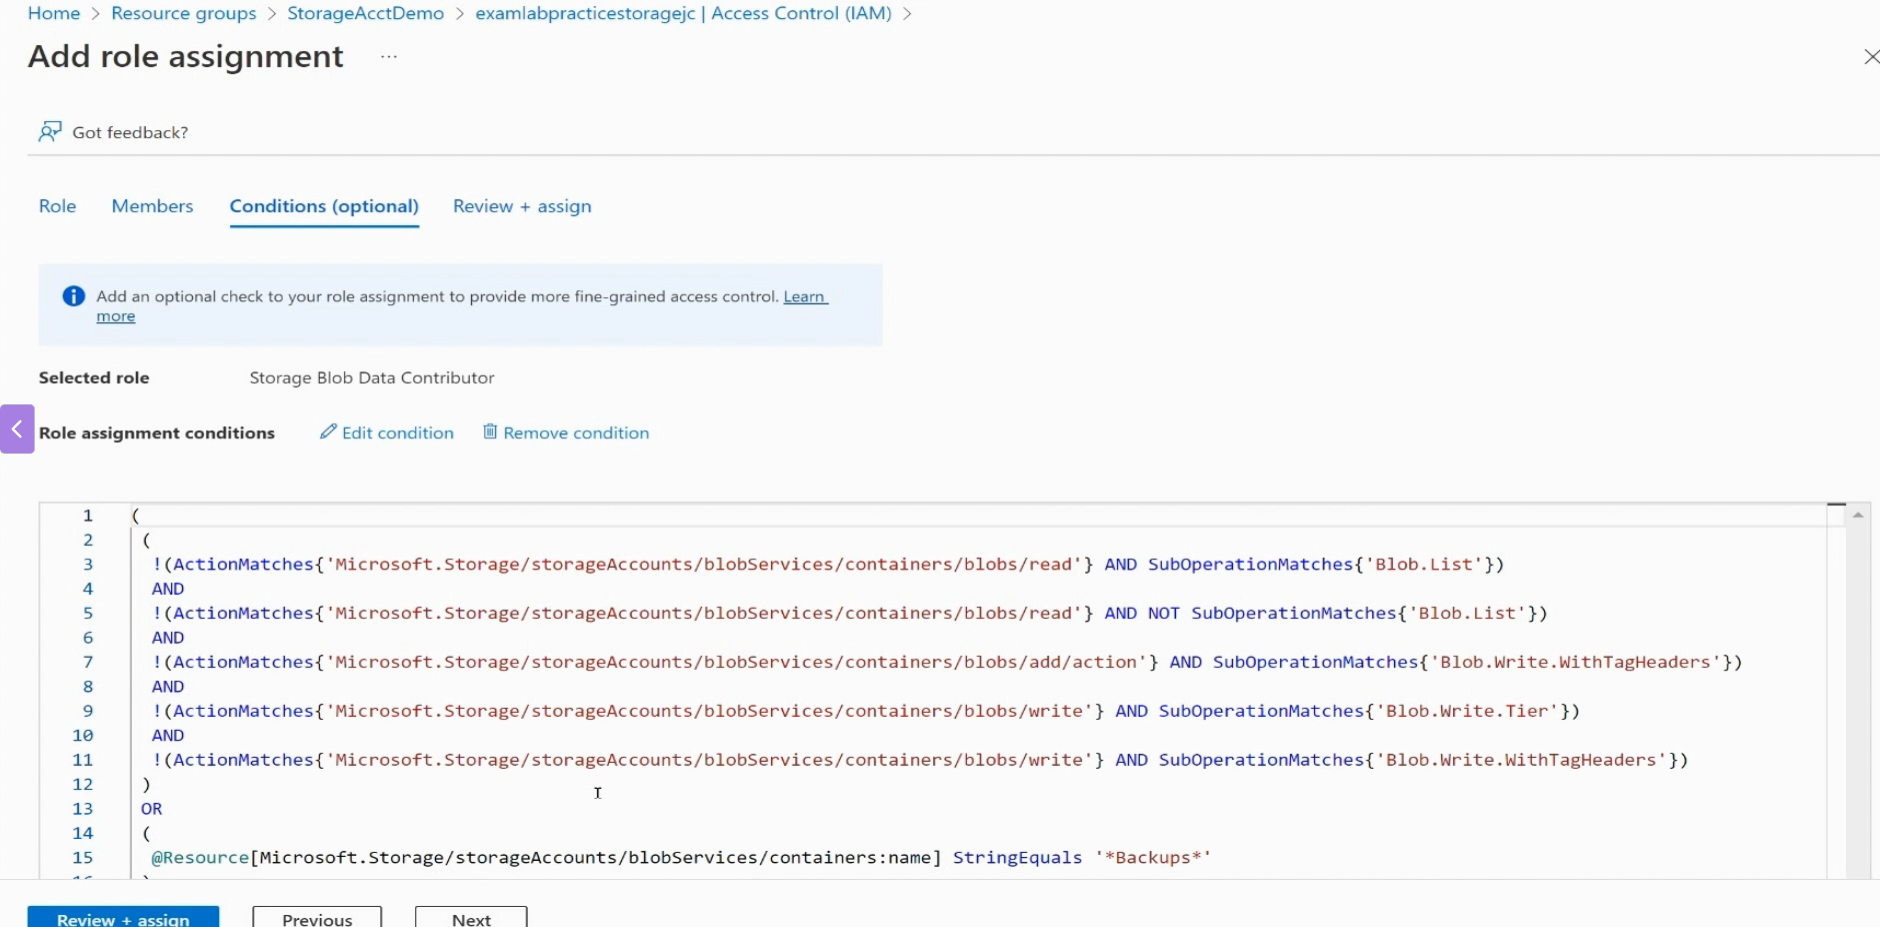 Home > Resource groups > StorageAcctDemo > examlabpracticestoragejc | Access Control (IAM) >
Add role assignment ...
Got feedback?
Role Members Conditions (optional) Review + assign
Add an optional check to your role assignment to provide more fine-grained access control. Learn
more
Selected role Storage Blob Data Contributor
Role assignment conditions Edit condition Remove condition
1 (
2 (
3 !(ActionMatches{'Microsoft.Storage/storageAccounts/blobServices/containers/blobs/read'} AND SubOperationMatches{'Blob.List'})
4 AND
5 !(ActionMatches{'Microsoft.Storage/storageAccounts/blobServices/containers/blobs/read'} AND NOT SubOperationMatches{'Blob.List'})
6 AND
7 !(ActionMatches{'Microsoft.Storage/storageAccounts/blobServices/containers/blobs/add/action'} AND SubOperationMatches{'Blob.Write.WithTagHeaders'})
8 AND
9 !(ActionMatches{'Microsoft.Storage/storageAccounts/blobServices/containers/blobs/write'} AND SubOperationMatches{'Blob.Write.Tier'})
10 AND
11 !(ActionMatches{'Microsoft.Storage/storageAccounts/blobServices/containers/blobs/write'} AND SubOperationMatches{'Blob.Write.WithTagHeaders'})
12 )
13 OR
14 (
15 @Resource[Microsoft.Storage/storageAccounts/blobServices/containers:name] StringEquals '*Backups*'
Review + assign Previous Next